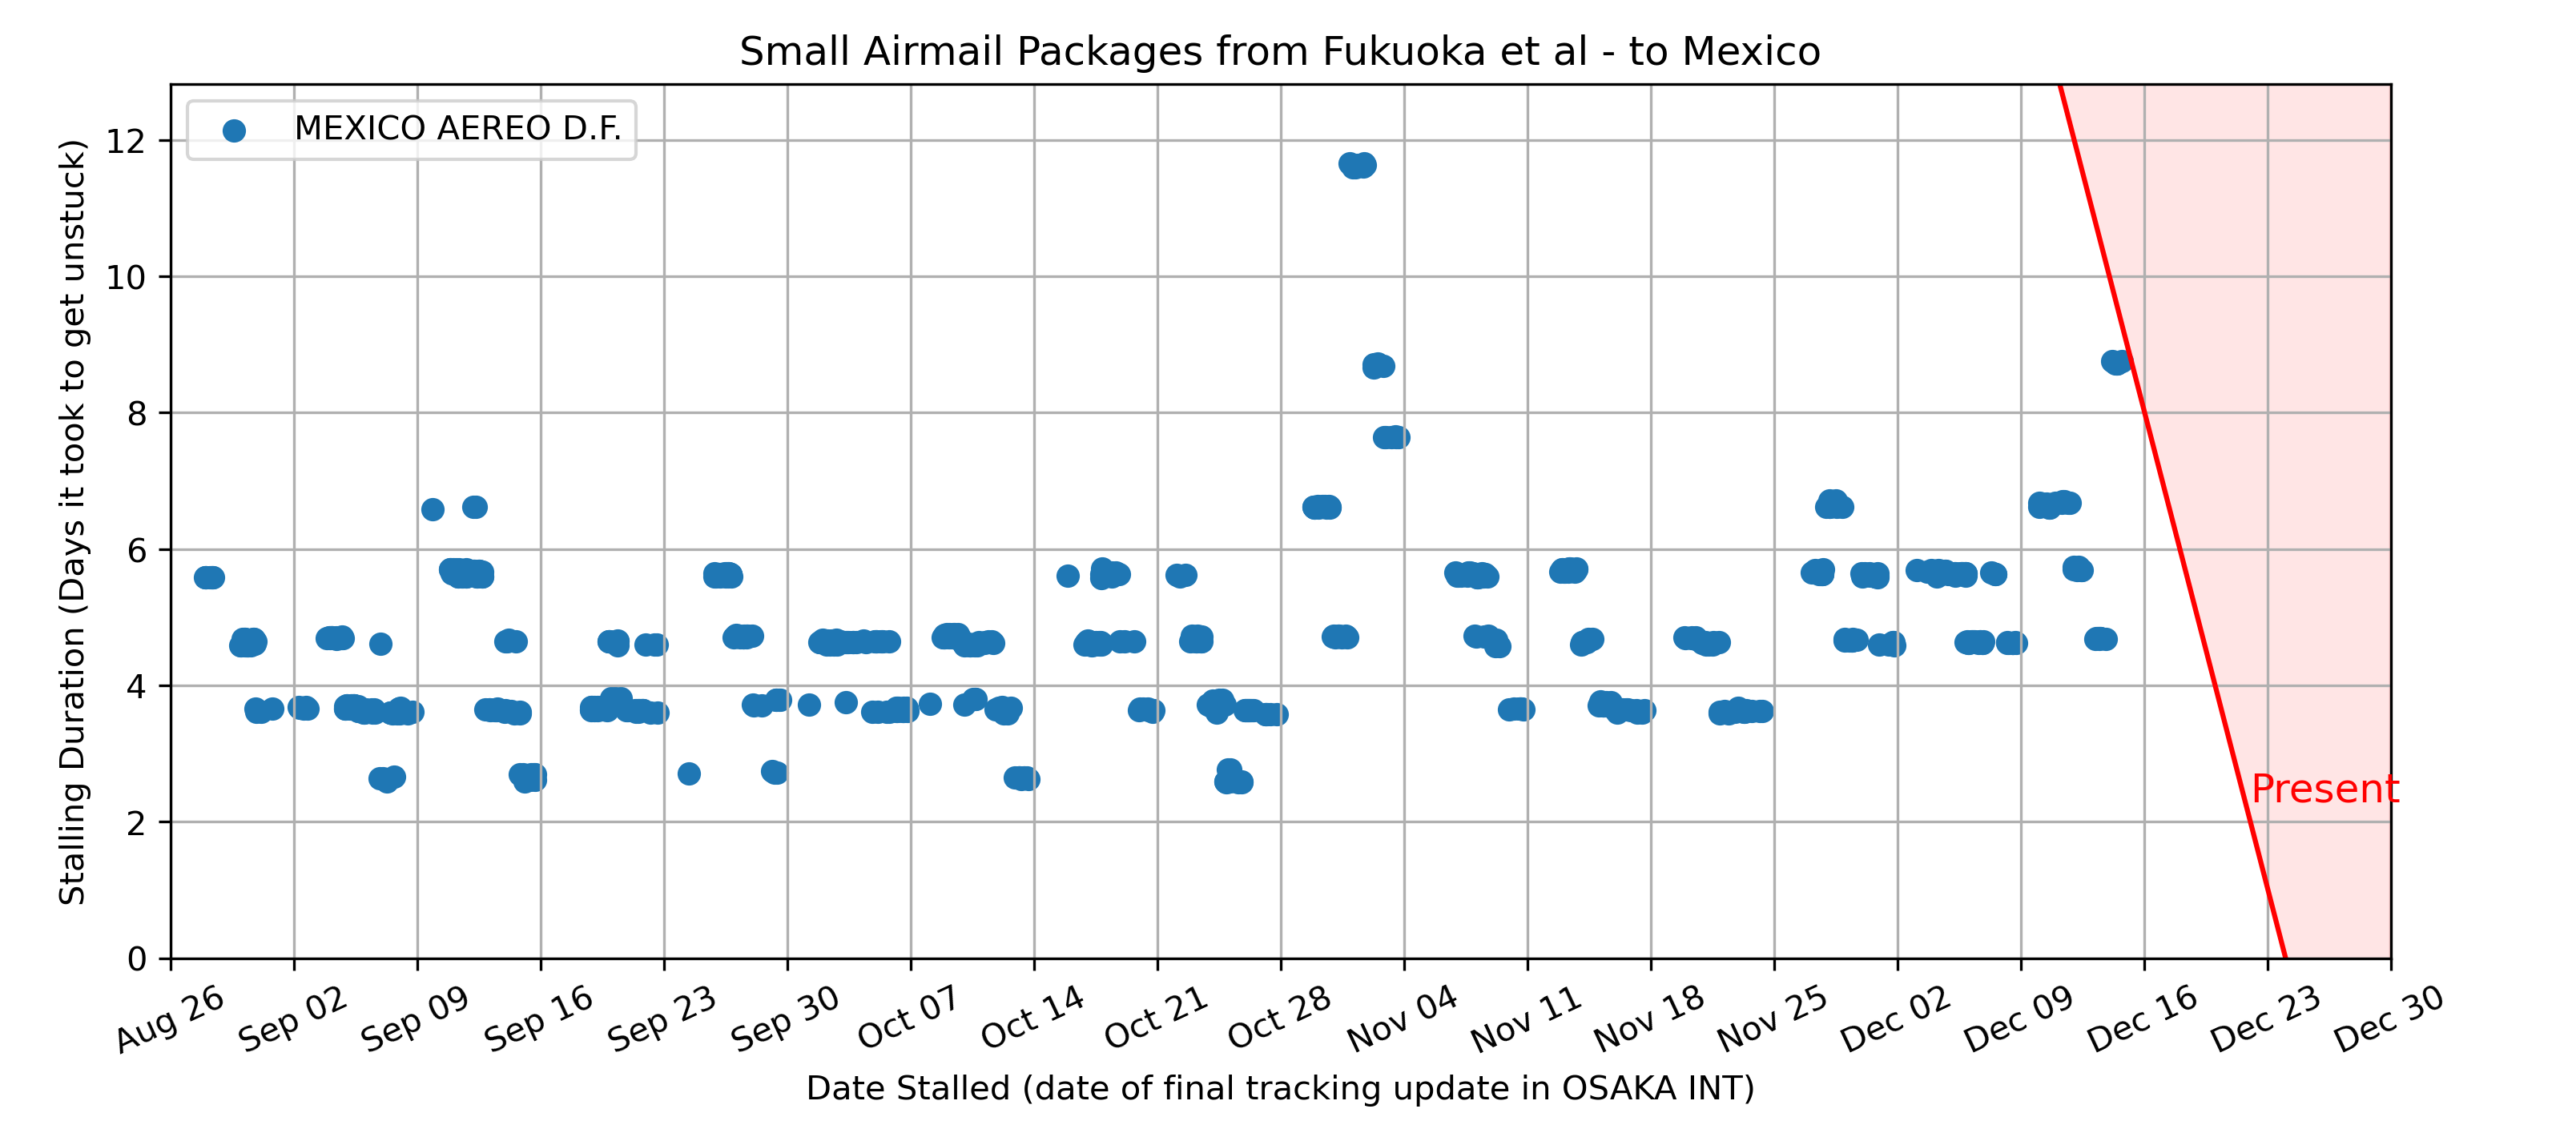 Small Airmail Packages from Fukuoka et al - to Mexico
MEXICO AEREO D.F.
Stalling Duration (Days it took to get unstuck)
12
10
8
6
4
2
0
Present
Aug 26
Sep 02
Sep 09
Sep 16
Sep 23
Sep 30
Oct 07
Oct 14
Oct 21
Oct 28
Nov 04
Nov 11
Nov 18
Nov 25
Dec 02
Dec 09
Dec 16
Dec 23
Dec 30
Date Stalled (date of final tracking update in OSAKA INT)